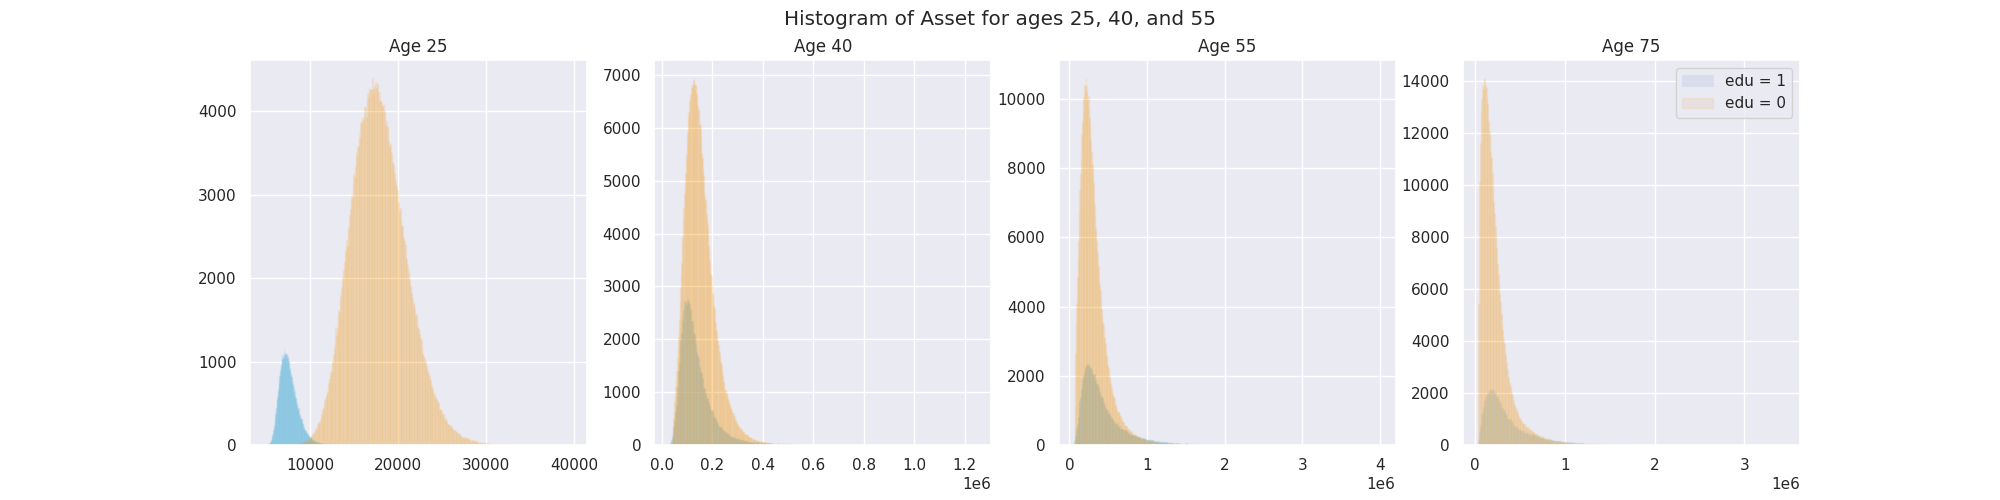 Histogram of Asset for ages 25, 40, and 55
Age 25
4000
3000
2000
1000
0
10000 20000 30000 40000
Age 40
7000
6000
5000
4000
3000
2000
1000
0
0.0 0.2 0.4 0.6 0.8 1.0 1.2
1e6
Age 55
10000
8000
6000
4000
2000
0
0 1 2 3 4
1e6
Age 75
14000
12000
10000
8000
6000
4000
2000
0
0 1 2 3
1e6
edu = 1
edu = 0